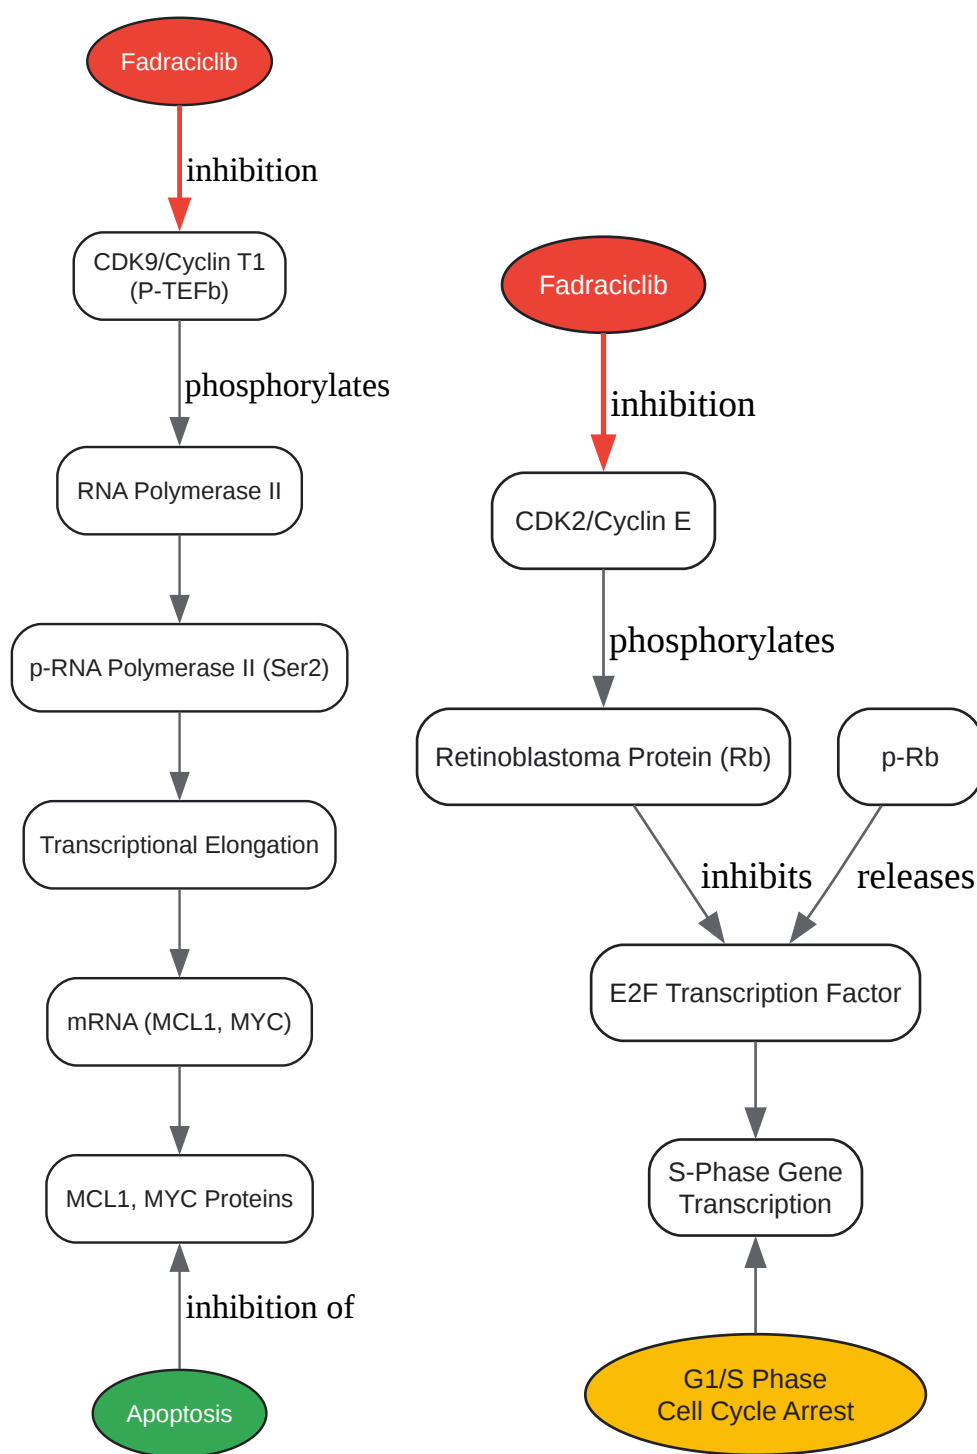 Fadraciclib
inhibition
CDK9/Cyclin T1
(P-TEFb)
phosphorylates
RNA Polymerase II
p-RNA Polymerase II (Ser2)
Transcriptional Elongation
mRNA (MCL1, MYC)
MCL1, MYC Proteins
inhibition of
Apoptosis
Fadraciclib
inhibition
CDK2/Cyclin E
phosphorylates
Retinoblastoma Protein (Rb)
p-Rb
inhibits
releases
E2F Transcription Factor
S-Phase Gene
Transcription
G1/S Phase
Cell Cycle Arrest